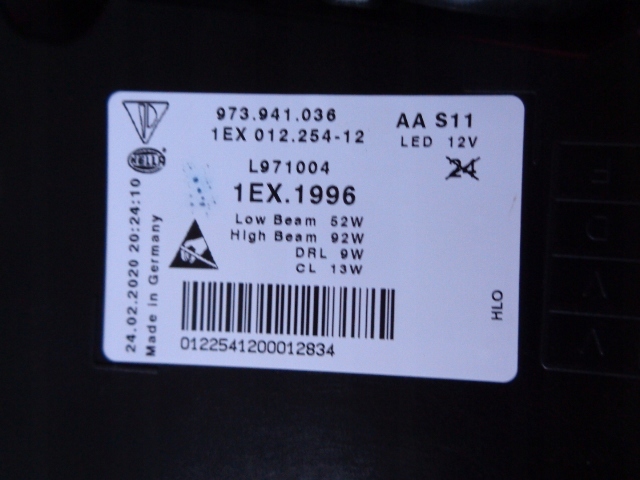 973.941.036
AA S11
1EX 012.254-12
LED 12V
HELLA
L971004
24
1EX.1996
Low Beam 52W
High Beam 92W
DRL 9W
CL 13W
24.02.2020 20:24:10
Made in Germany
HLO
0122541200012834